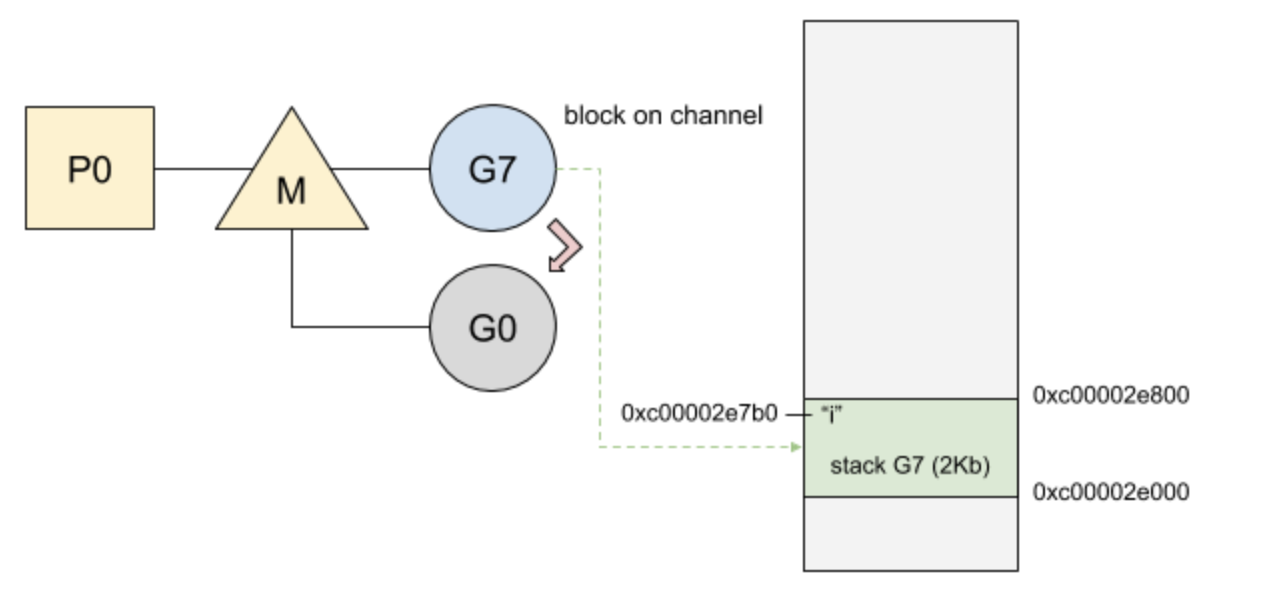 block on channel
P0
M
G7
G0
0xc00002e800
0xc00002e7b0
“i”
stack G7 (2Kb)
0xc00002e000